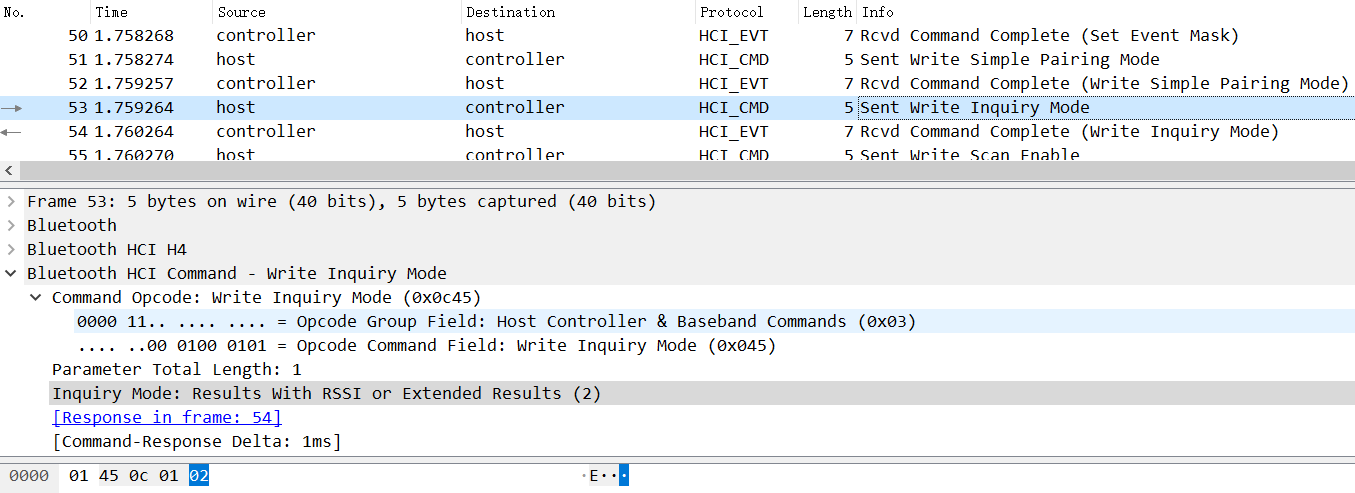 No. Time Source Destination Protocol Length Info
50 1.758268 controller host HCI_EVT 7 Rcvd Command Complete (Set Event Mask)
51 1.758274 host controller HCI_CMD 5 Sent Write Simple Pairing Mode
52 1.759257 controller host HCI_EVT 7 Rcvd Command Complete (Write Simple Pairing Mode)
53 1.759264 host controller HCI_CMD 5 Sent Write Inquiry Mode
54 1.760264 controller host HCI_EVT 7 Rcvd Command Complete (Write Inquiry Mode)
55 1.760270 host controller HCI_CMD 5 Sent Write Scan Enable
Frame 53: 5 bytes on wire (40 bits), 5 bytes captured (40 bits)
Bluetooth
Bluetooth HCI H4
Bluetooth HCI Command - Write Inquiry Mode
Command Opcode: Write Inquiry Mode (0x0c45)
0000 11.. .... .... = Opcode Group Field: Host Controller & Baseband Commands (0x03)
.... ..00 0100 0101 = Opcode Command Field: Write Inquiry Mode (0x045)
Parameter Total Length: 1
Inquiry Mode: Results With RSSI or Extended Results (2)
[Response in frame: 54]
[Command-Response Delta: 1ms]
0000 01 45 0c 01 02 ·E···